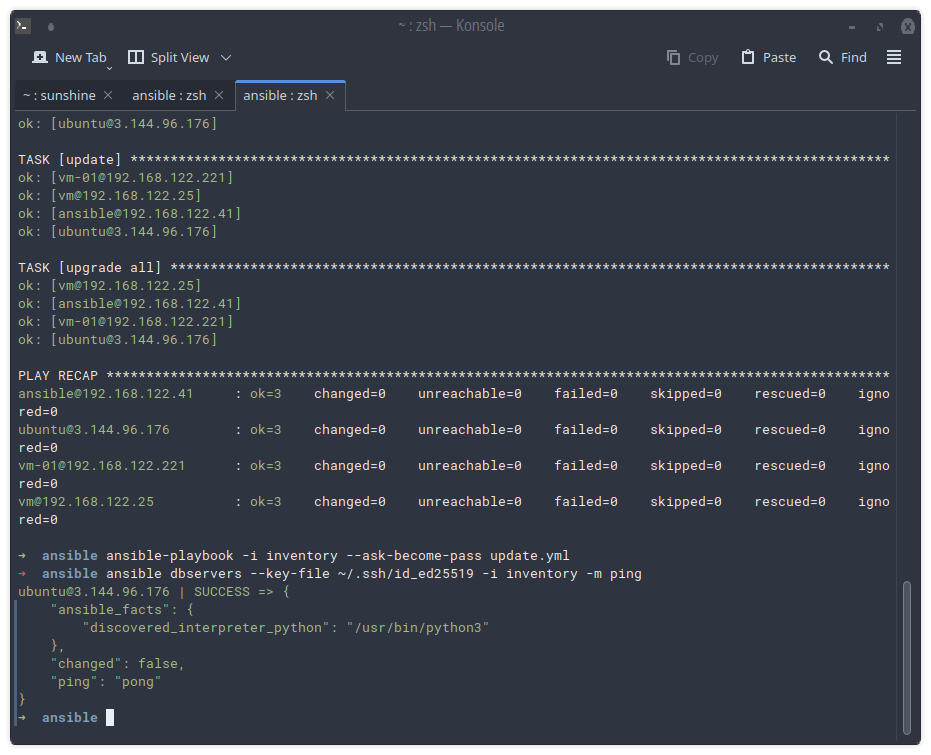 ~ : zsh — Konsole
New Tab Split View Copy Paste Find
~ : sunshine ansible : zsh ansible : zsh
ok: [ubuntu@3.144.96.176]
TASK [update] ***********************************************************************************************
ok: [vm-01@192.168.122.221]
ok: [vm@192.168.122.25]
ok: [ansible@192.168.122.41]
ok: [ubuntu@3.144.96.176]
TASK [upgrade all] ******************************************************************************************
ok: [vm@192.168.122.25]
ok: [ansible@192.168.122.41]
ok: [vm-01@192.168.122.221]
ok: [ubuntu@3.144.96.176]
PLAY RECAP **************************************************************************************************
ansible@192.168.122.41     : ok=3    changed=0    unreachable=0    failed=0    skipped=0    rescued=0    igno
red=0
ubuntu@3.144.96.176        : ok=3    changed=0    unreachable=0    failed=0    skipped=0    rescued=0    igno
red=0
vm-01@192.168.122.221      : ok=3    changed=0    unreachable=0    failed=0    skipped=0    rescued=0    igno
red=0
vm@192.168.122.25          : ok=3    changed=0    unreachable=0    failed=0    skipped=0    rescued=0    igno
red=0
→  ansible ansible-playbook -i inventory --ask-become-pass update.yml
→  ansible ansible dbservers --key-file ~/.ssh/id_ed25519 -i inventory -m ping
ubuntu@3.144.96.176 | SUCCESS => {
    "ansible_facts": {
        "discovered_interpreter_python": "/usr/bin/python3"
    },
    "changed": false,
    "ping": "pong"
}
→  ansible